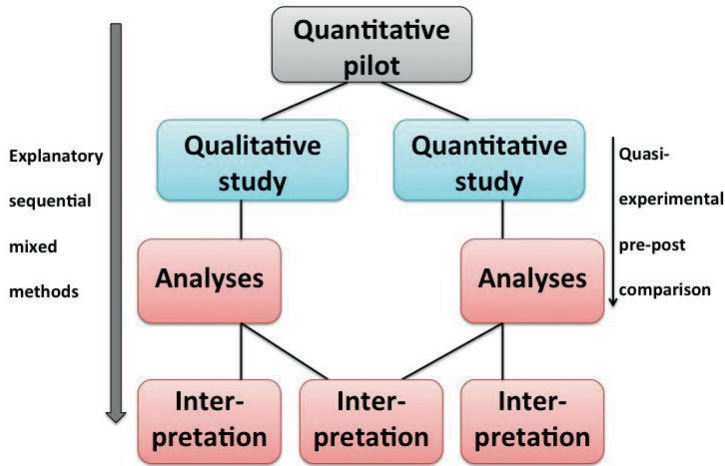 Quantitative
pilot
Qualitative
study
Quantitative
study
Explanatory
sequential
mixed
methods
Quasi-
experimental
pre-post
comparison
Analyses
Analyses
Inter-
pretation
Inter-
pretation
Inter-
pretation